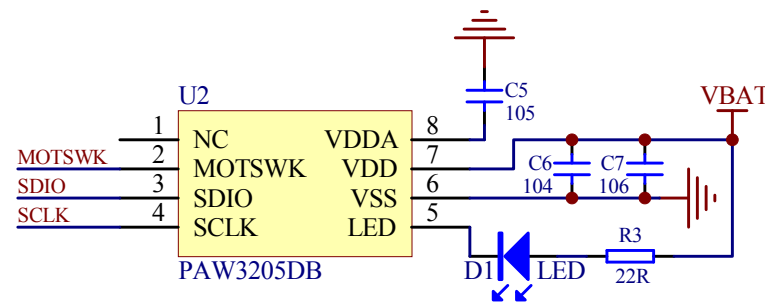 C5
105
VBAT
U2
1 NC VDDA 8
MOTSWK 2 MOTSWK VDD 7
C6 C7
104 106
SDIO 3 SDIO VSS 6
SCLK 4 SCLK LED 5
R3
PAW3205DB D1 LED 22R